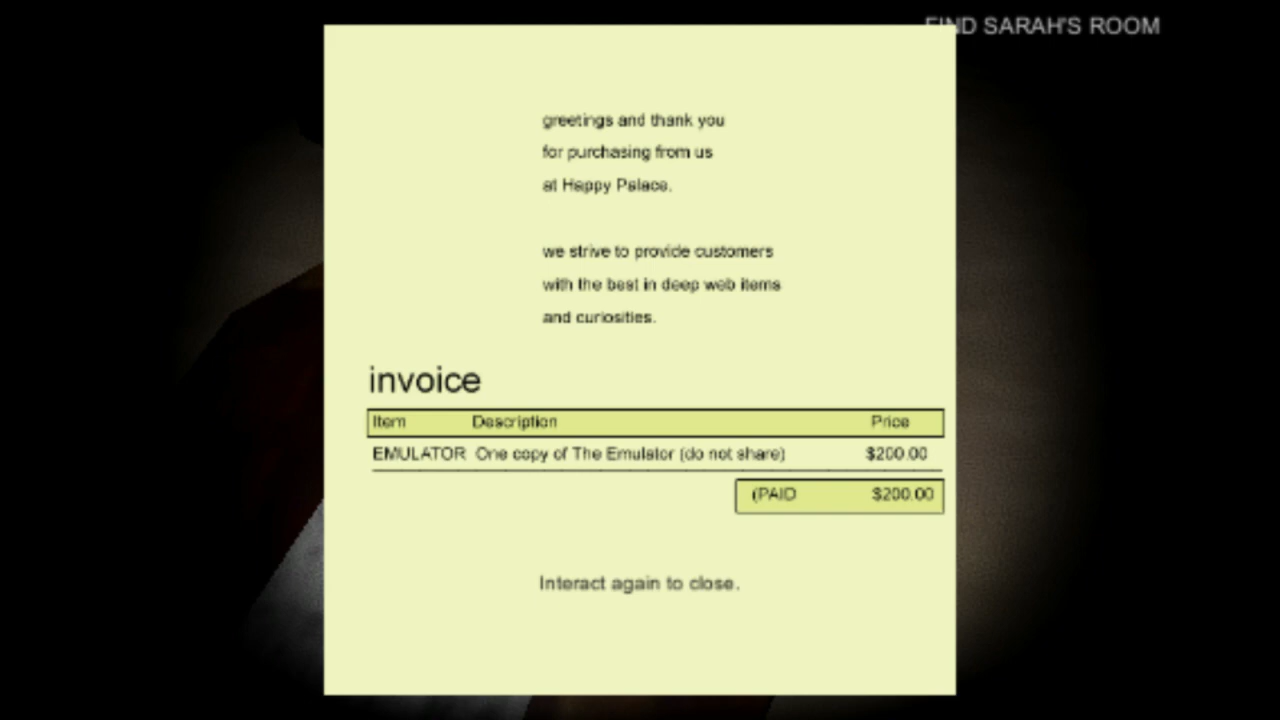 FIND SARAH'S ROOM
greetings and thank you
for purchasing from us
at Happy Palace.
we strive to provide customers
with the best in deep web items
and curiosities.
invoice
Item Description Price
EMULATOR One copy of The Emulator (do not share) $200.00
(PAID $200.00
Interact again to close.